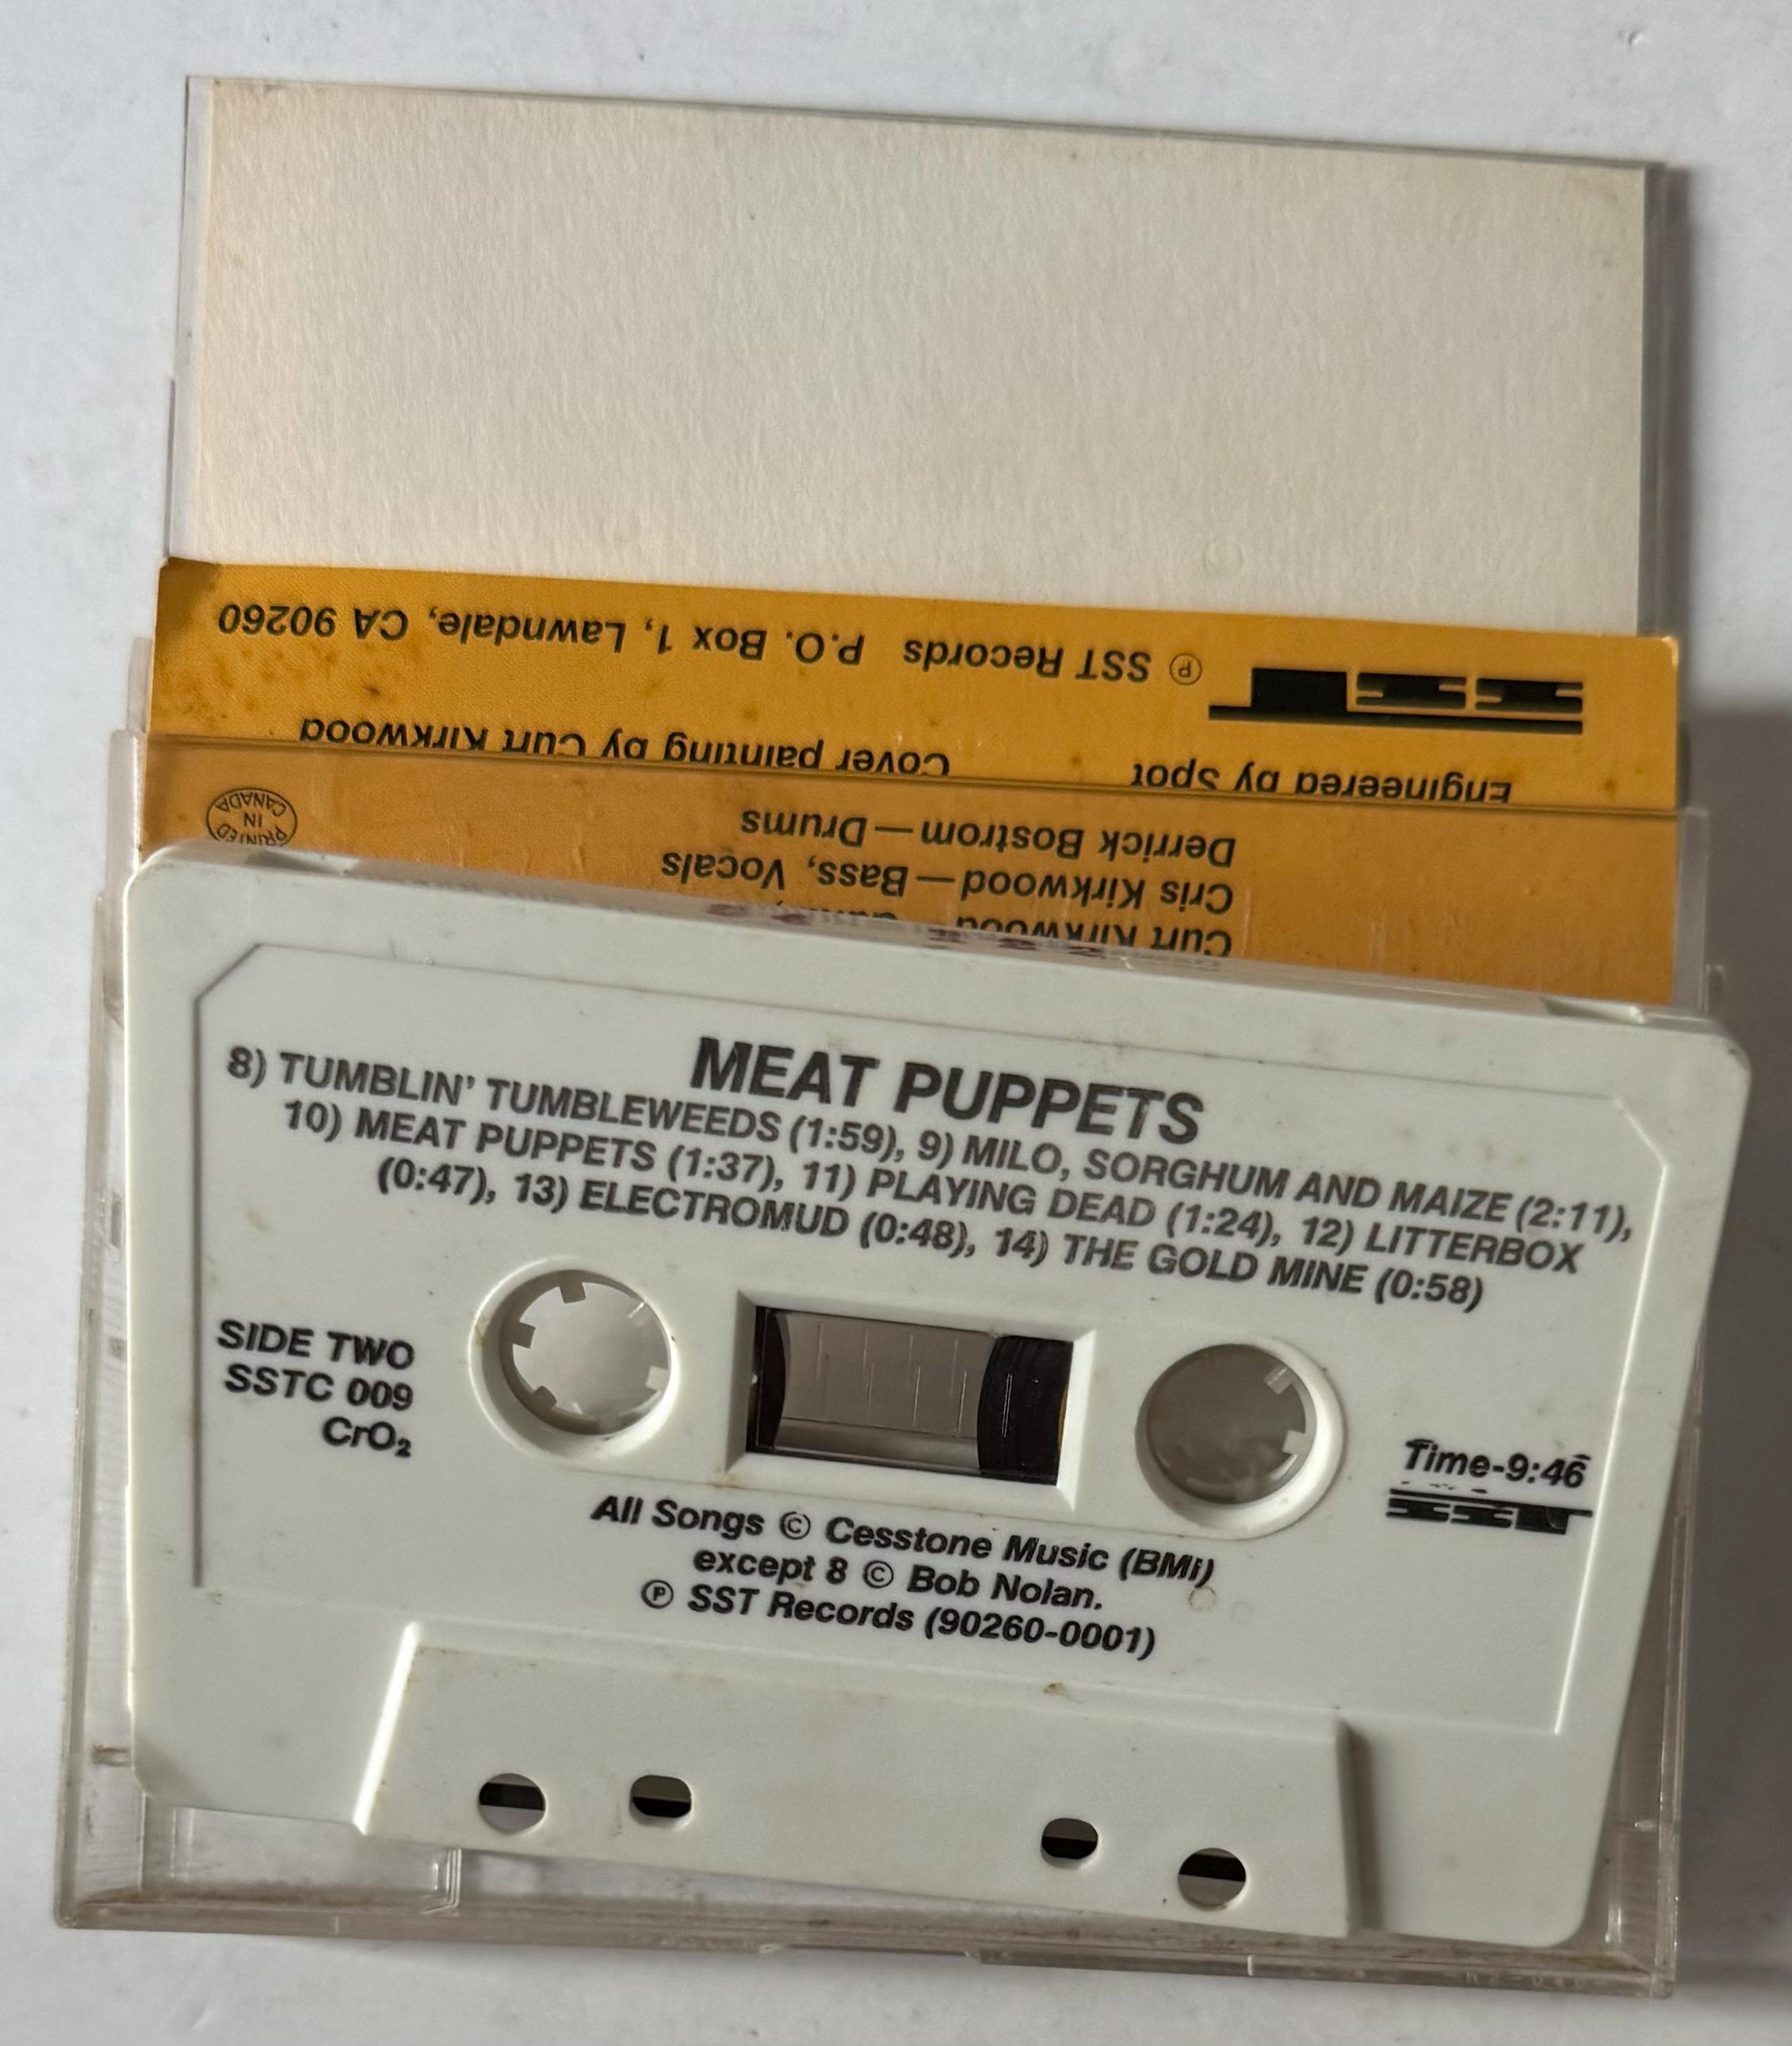 ℗ SST Records P.O. Box 1, Lawndale, CA 90260
Engineered by Spot
Cover painting by Curt Kirkwood
Derrick Bostrom—Drums
Cris Kirkwood—Bass, Vocals
Curt Kirkwood
PRINTED
IN
CANADA
MEAT PUPPETS
8) TUMBLIN' TUMBLEWEEDS (1:59), 9) MILO, SORGHUM AND MAIZE (2:11),
10) MEAT PUPPETS (1:37), 11) PLAYING DEAD (1:24), 12) LITTERBOX
(0:47), 13) ELECTROMUD (0:48), 14) THE GOLD MINE (0:58)
SIDE TWO
SSTC 009
CrO₂
Time-9:46
SST
All Songs © Cesstone Music (BMi)
except 8 © Bob Nolan.
℗ SST Records (90260-0001)